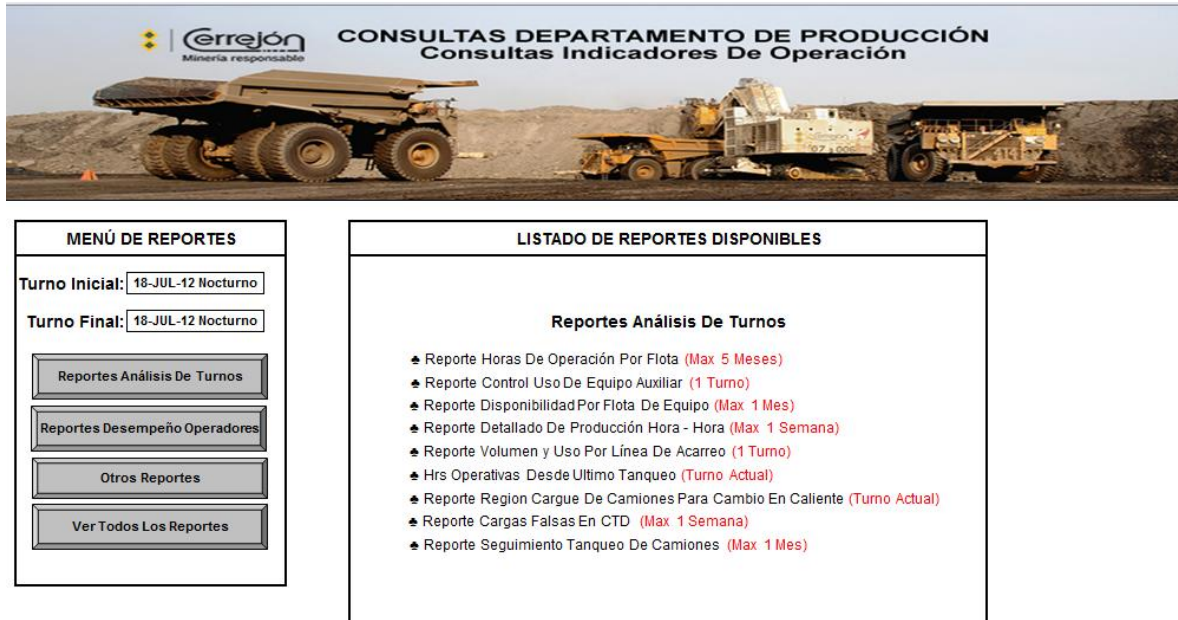 Cerrejón
Minería responsable
CONSULTAS DEPARTAMENTO DE PRODUCCIÓN
Consultas Indicadores De Operación
MENÚ DE REPORTES
Turno Inicial: 18-JUL-12 Nocturno
Turno Final: 18-JUL-12 Nocturno
Reportes Análisis De Turnos
Reportes Desempeño Operadores
Otros Reportes
Ver Todos Los Reportes
LISTADO DE REPORTES DISPONIBLES
Reportes Análisis De Turnos
♠ Reporte Horas De Operación Por Flota (Max 5 Meses)
♠ Reporte Control Uso De Equipo Auxiliar (1 Turno)
♠ Reporte Disponibilidad Por Flota De Equipo (Max 1 Mes)
♠ Reporte Detallado De Producción Hora - Hora (Max 1 Semana)
♠ Reporte Volumen y Uso Por Línea De Acarreo (1 Turno)
♠ Hrs Operativas Desde Ultimo Tanqueo (Turno Actual)
♠ Reporte Region Cargue De Camiones Para Cambio En Caliente (Turno Actual)
♠ Reporte Cargas Falsas En CTD (Max 1 Semana)
♠ Reporte Seguimiento Tanqueo De Camiones (Max 1 Mes)